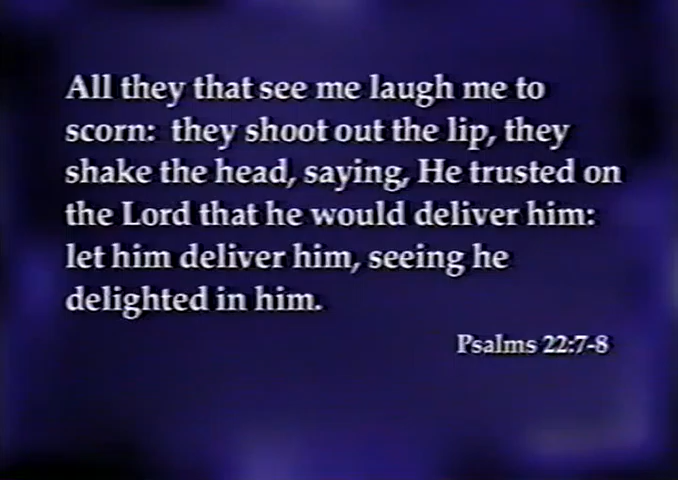 All they that see me laugh me to
scorn:  they shoot out the lip, they
shake the head, saying, He trusted on
the Lord that he would deliver him:
let him deliver him, seeing he
delighted in him.
Psalms 22:7-8